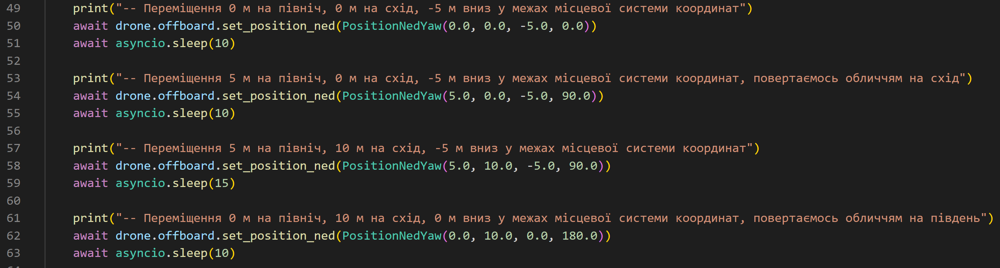 49 print("-- Переміщення 0 м на північ, 0 м на схід, -5 м вниз у межах місцевої системи координат")
50 await drone.offboard.set_position_ned(PositionNedYaw(0.0, 0.0, -5.0, 0.0))
51 await asyncio.sleep(10)
52
53 print("-- Переміщення 5 м на північ, 0 м на схід, -5 м вниз у межах місцевої системи координат, повертаємось обличчям на схід")
54 await drone.offboard.set_position_ned(PositionNedYaw(5.0, 0.0, -5.0, 90.0))
55 await asyncio.sleep(10)
56
57 print("-- Переміщення 5 м на північ, 10 м на схід, -5 м вниз у межах місцевої системи координат")
58 await drone.offboard.set_position_ned(PositionNedYaw(5.0, 10.0, -5.0, 90.0))
59 await asyncio.sleep(15)
60
61 print("-- Переміщення 0 м на північ, 10 м на схід, 0 м вниз у межах місцевої системи координат, повертаємось обличчям на південь")
62 await drone.offboard.set_position_ned(PositionNedYaw(0.0, 10.0, 0.0, 180.0))
63 await asyncio.sleep(10)